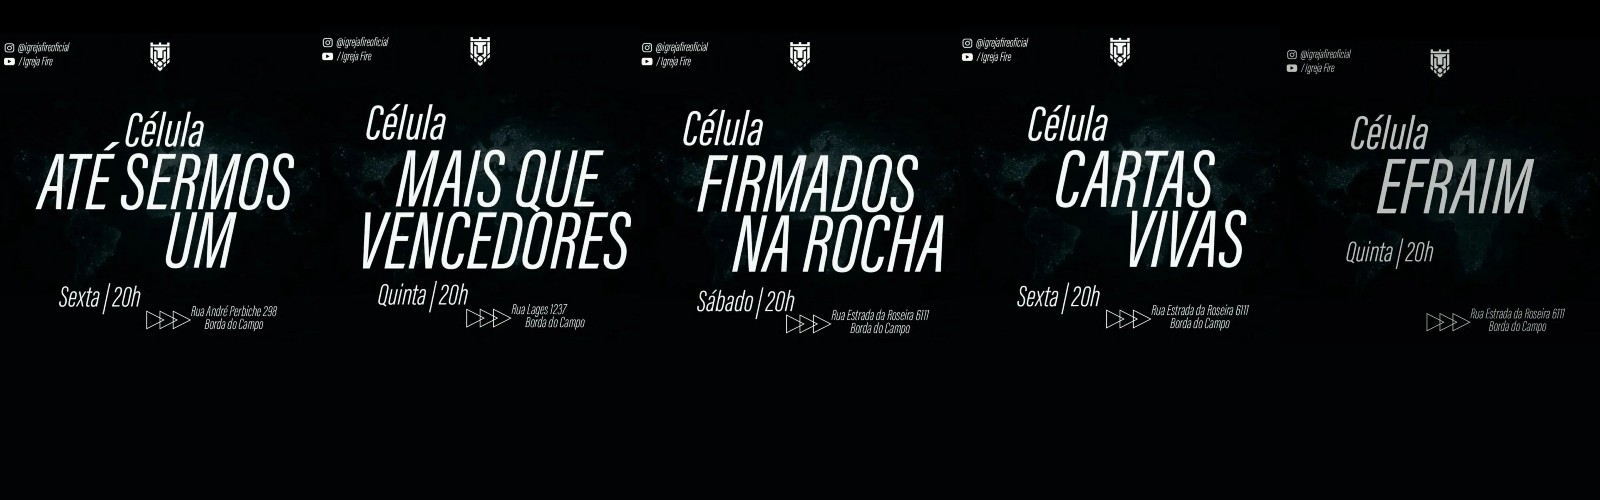 @igrejafireoficial
/ Igreja Fire
Célula
ATÉ SERMOS
UM
Sexta | 20h
Rua André Perbiche 298
Borda do Campo
@igrejafireoficial
/ Igreja Fire
Célula
MAIS QUE
VENCEDORES
Quinta | 20h
Rua Lages 1237
Borda do Campo
@igrejafireoficial
/ Igreja Fire
Célula
FIRMADOS
NA ROCHA
Sábado | 20h
Rua Estrada da Roseira 6111
Borda do Campo
@igrejafireoficial
/ Igreja Fire
Célula
CARTAS
VIVAS
Sexta | 20h
Rua Estrada da Roseira 6111
Borda do Campo
@igrejafireoficial
/ Igreja Fire
Célula
EFRAIM
Quinta | 20h
Rua Estrada da Roseira 6111
Borda do Campo